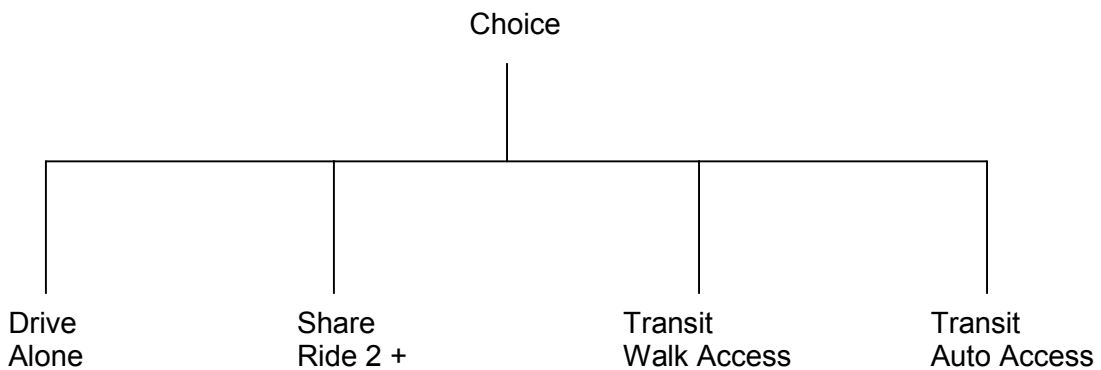 Choice
Drive
Alone
Share
Ride 2 +
Transit
Walk Access
Transit
Auto Access